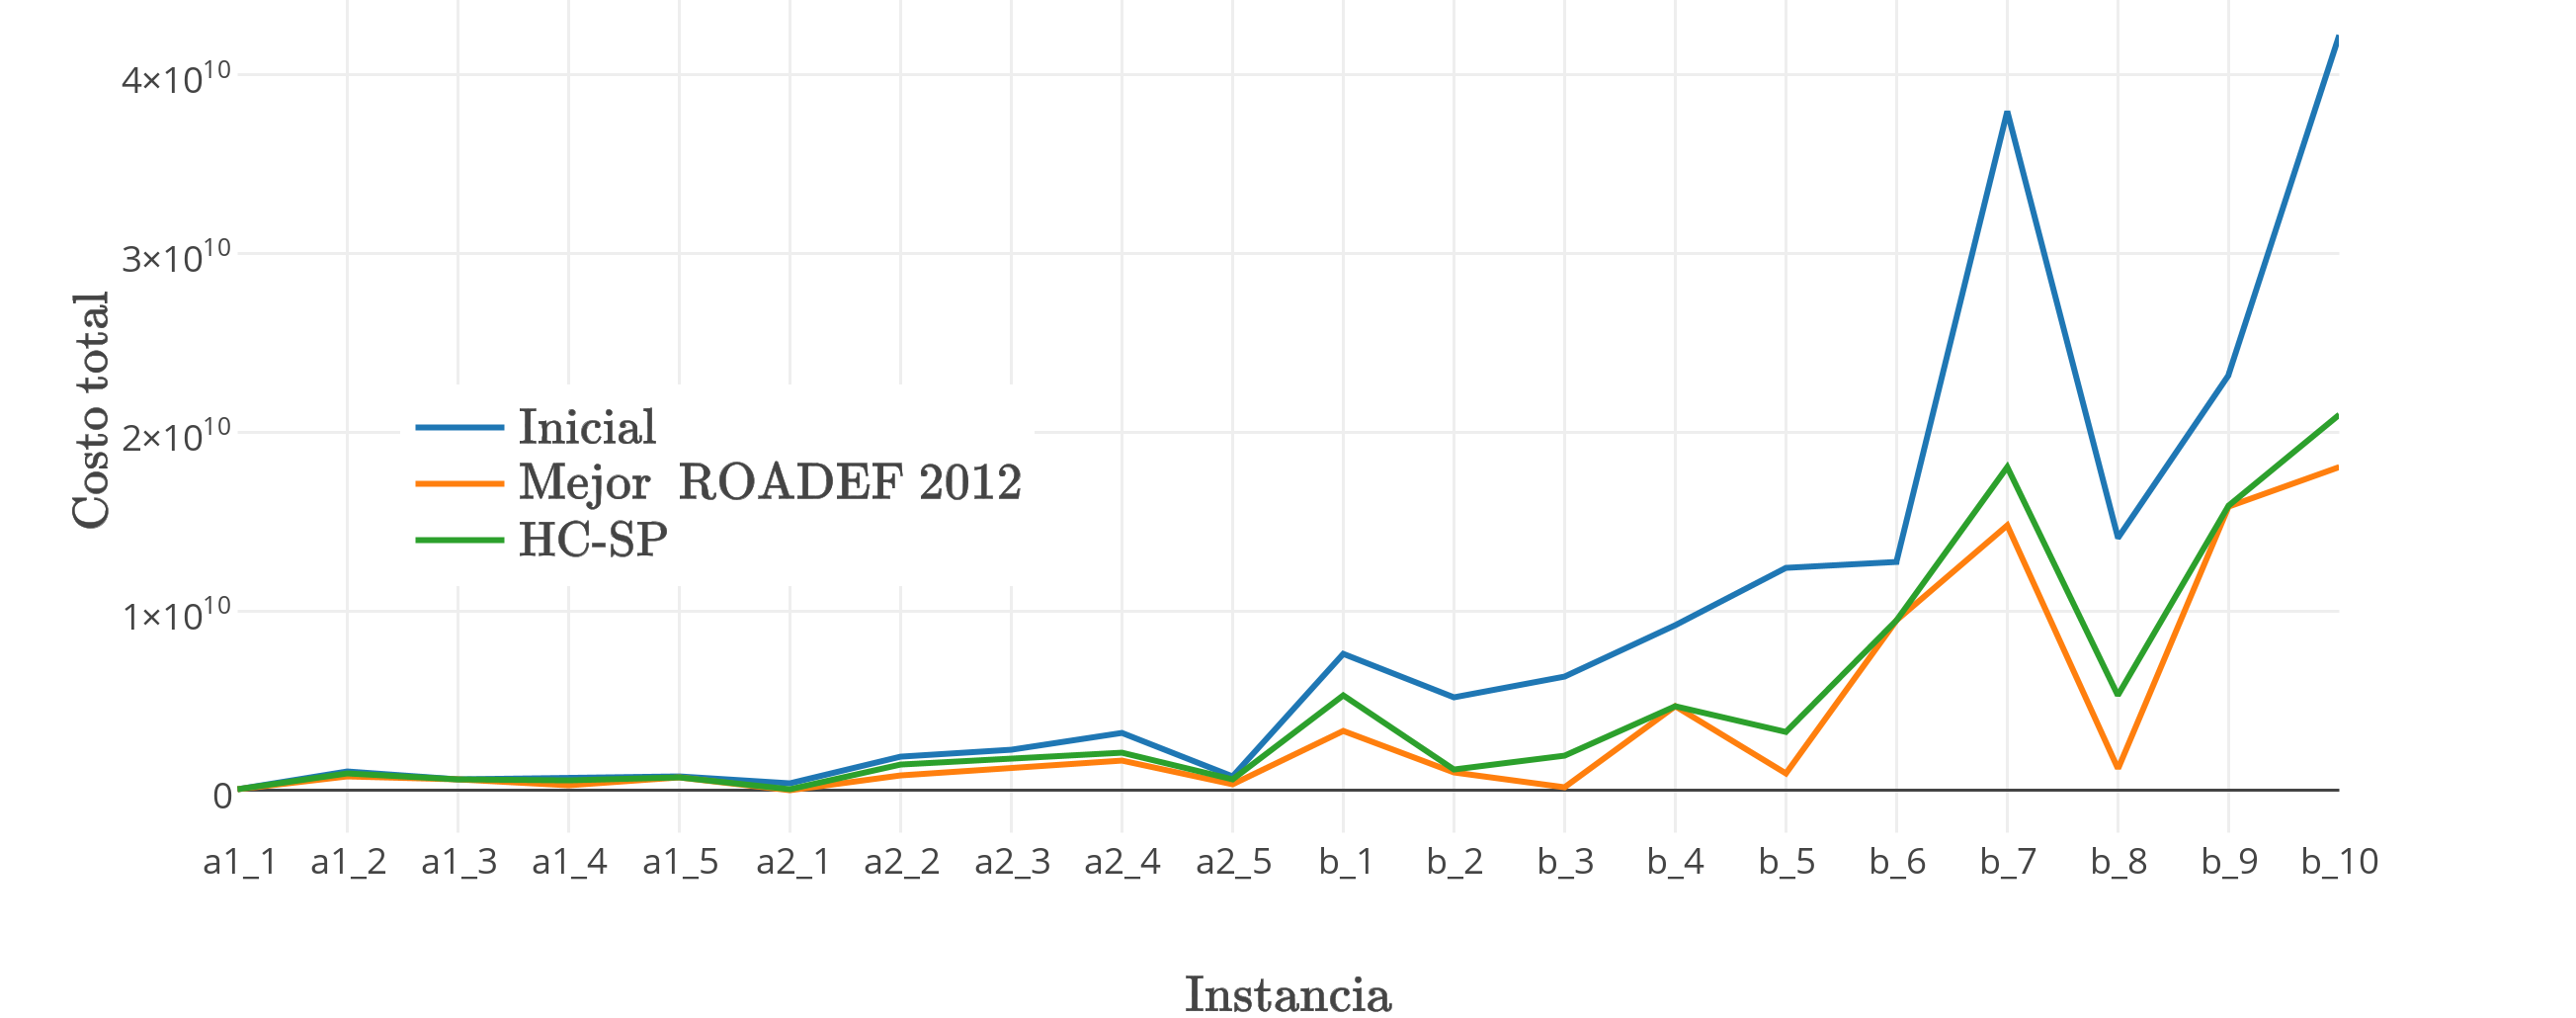 Costo total
4×10¹⁰
3×10¹⁰
2×10¹⁰
1×10¹⁰
0
Inicial
Mejor ROADEF 2012
HC-SP
a1_1 a1_2 a1_3 a1_4 a1_5 a2_1 a2_2 a2_3 a2_4 a2_5 b_1 b_2 b_3 b_4 b_5 b_6 b_7 b_8 b_9 b_10
Instancia